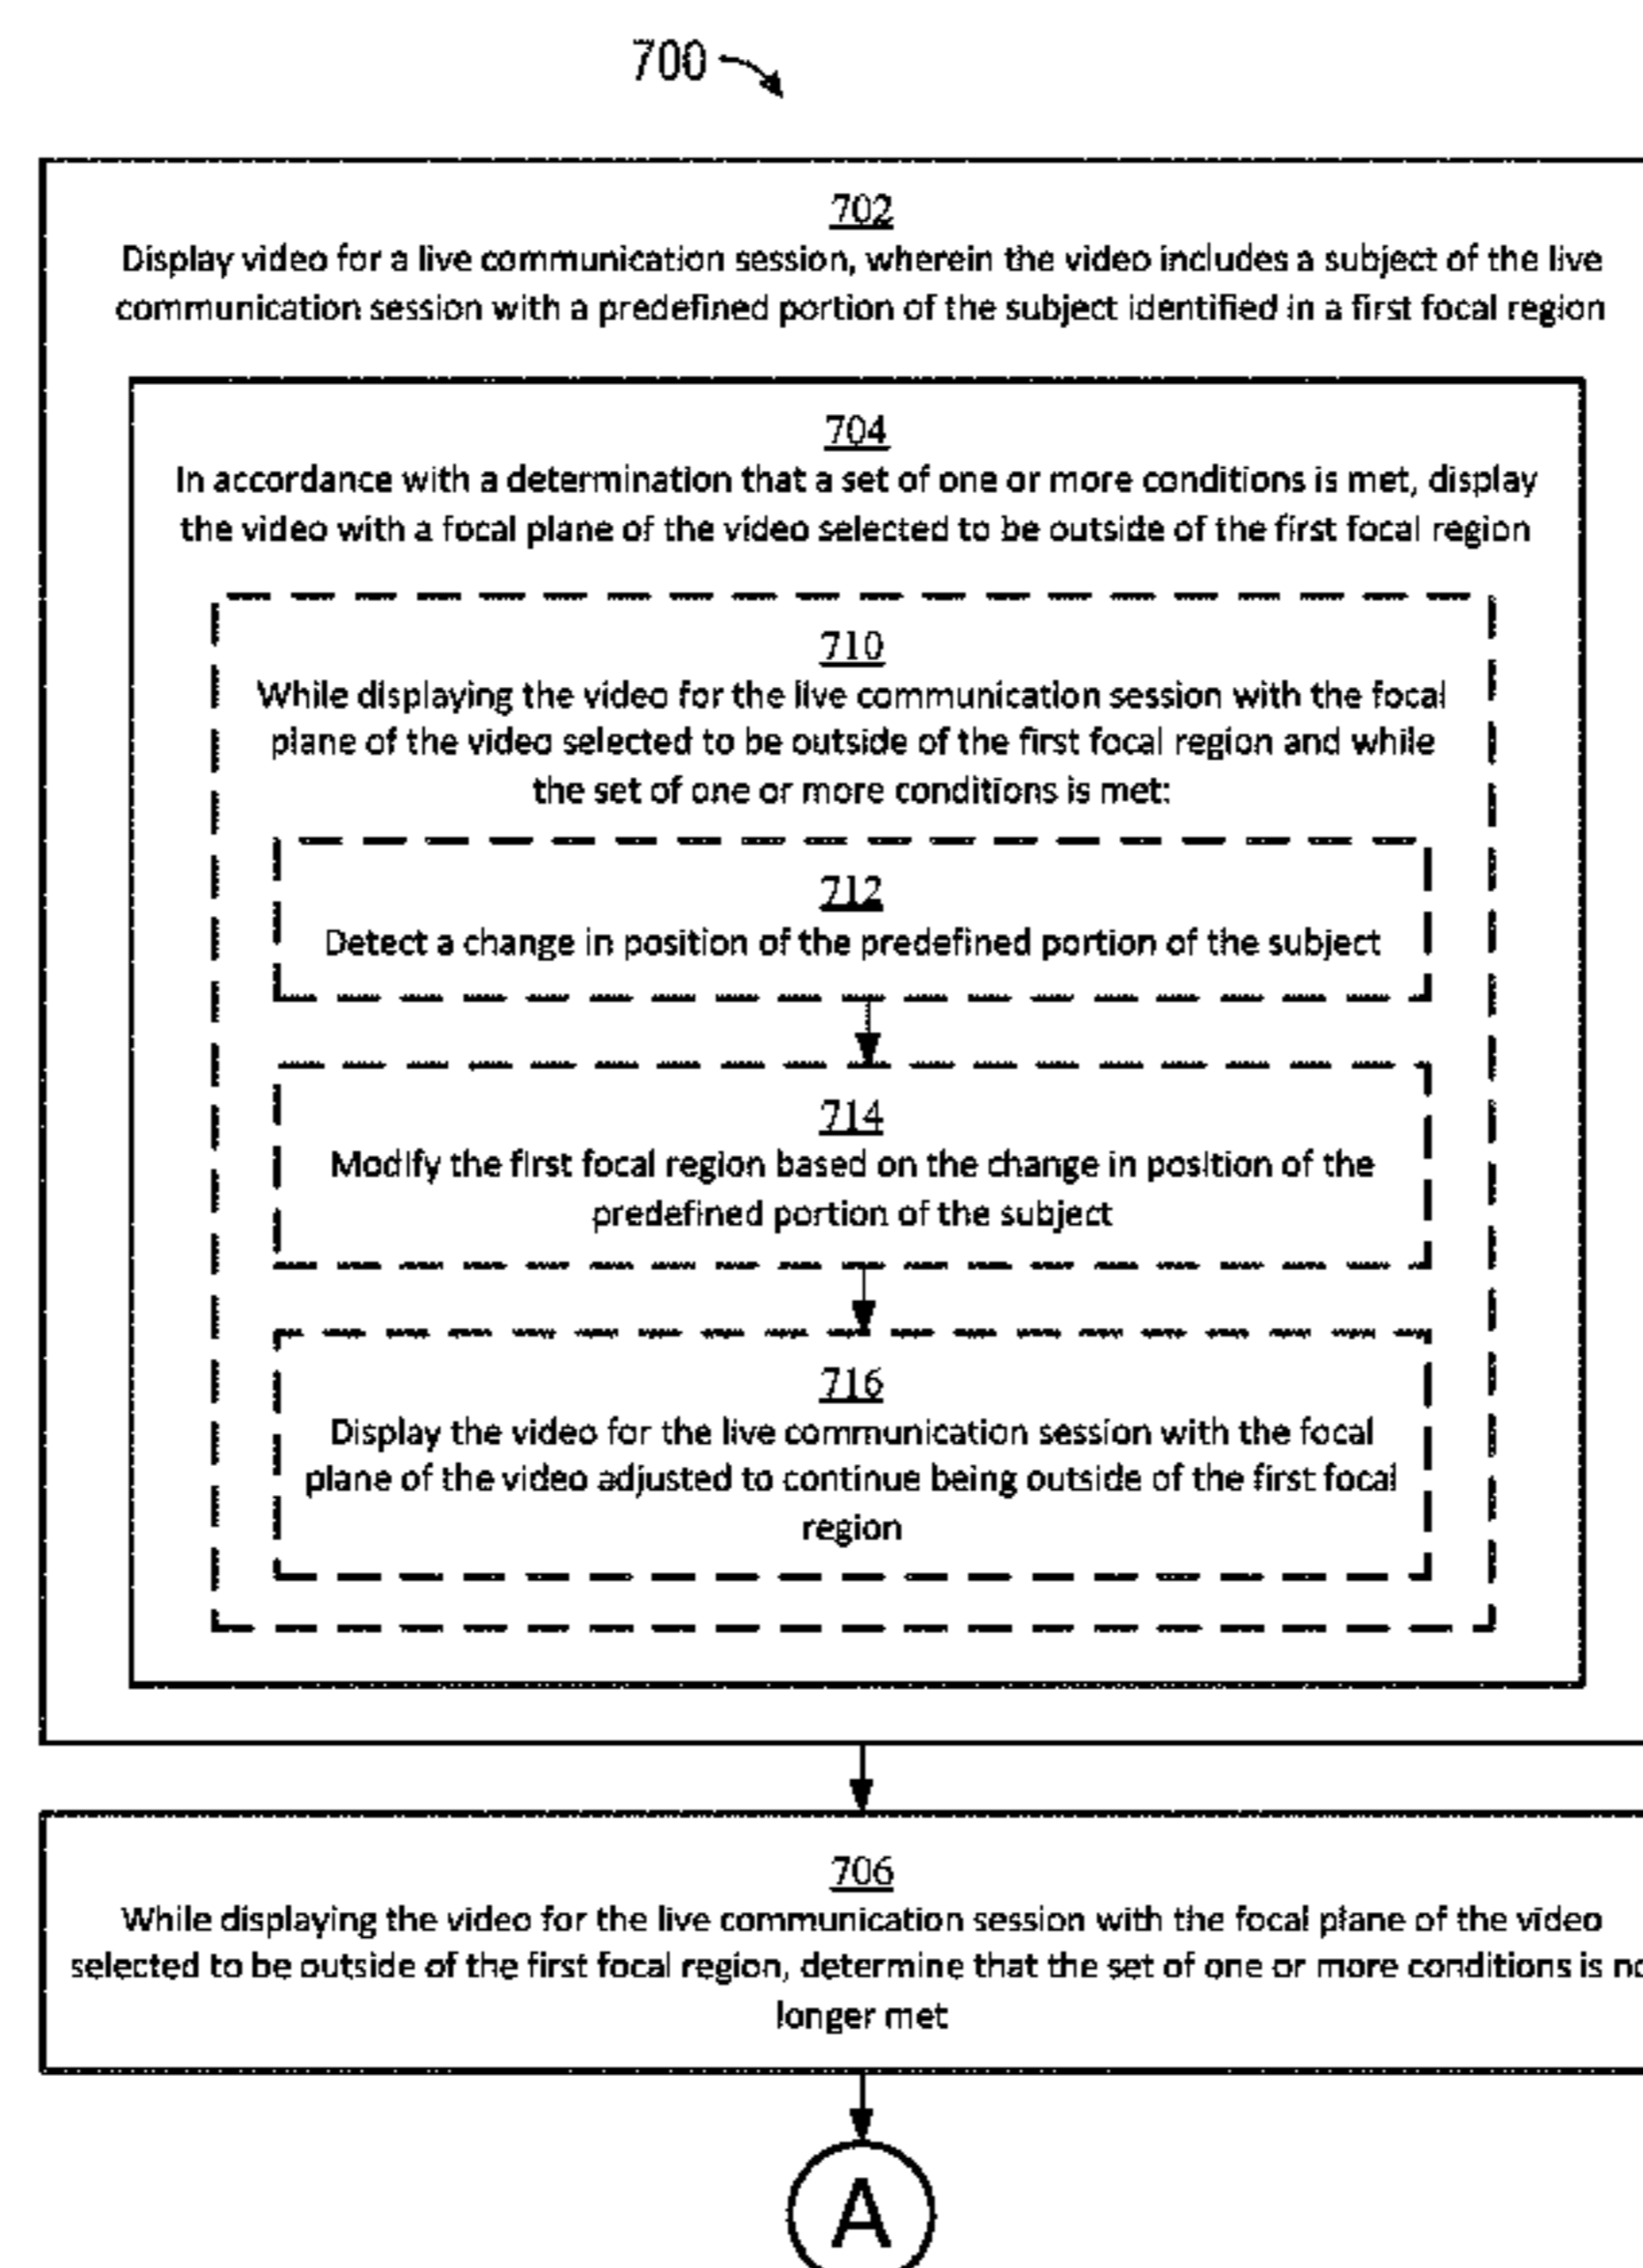 700
702
Display video for a live communication session, wherein the video includes a subject of the live
communication session with a predefined portion of the subject identified in a first focal region
704
In accordance with a determination that a set of one or more conditions is met, display
the video with a focal plane of the video selected to be outside of the first focal region
710
While displaying the video for the live communication session with the focal
plane of the video selected to be outside of the first focal region and while
the set of one or more conditions is met:
712
Detect a change in position of the predefined portion of the subject
714
Modify the first focal region based on the change in position of the
predefined portion of the subject
716
Display the video for the live communication session with the focal
plane of the video adjusted to continue being outside of the first focal
region
706
While displaying the video for the live communication session with the focal plane of the video
selected to be outside of the first focal region, determine that the set of one or more conditions is no
longer met
A